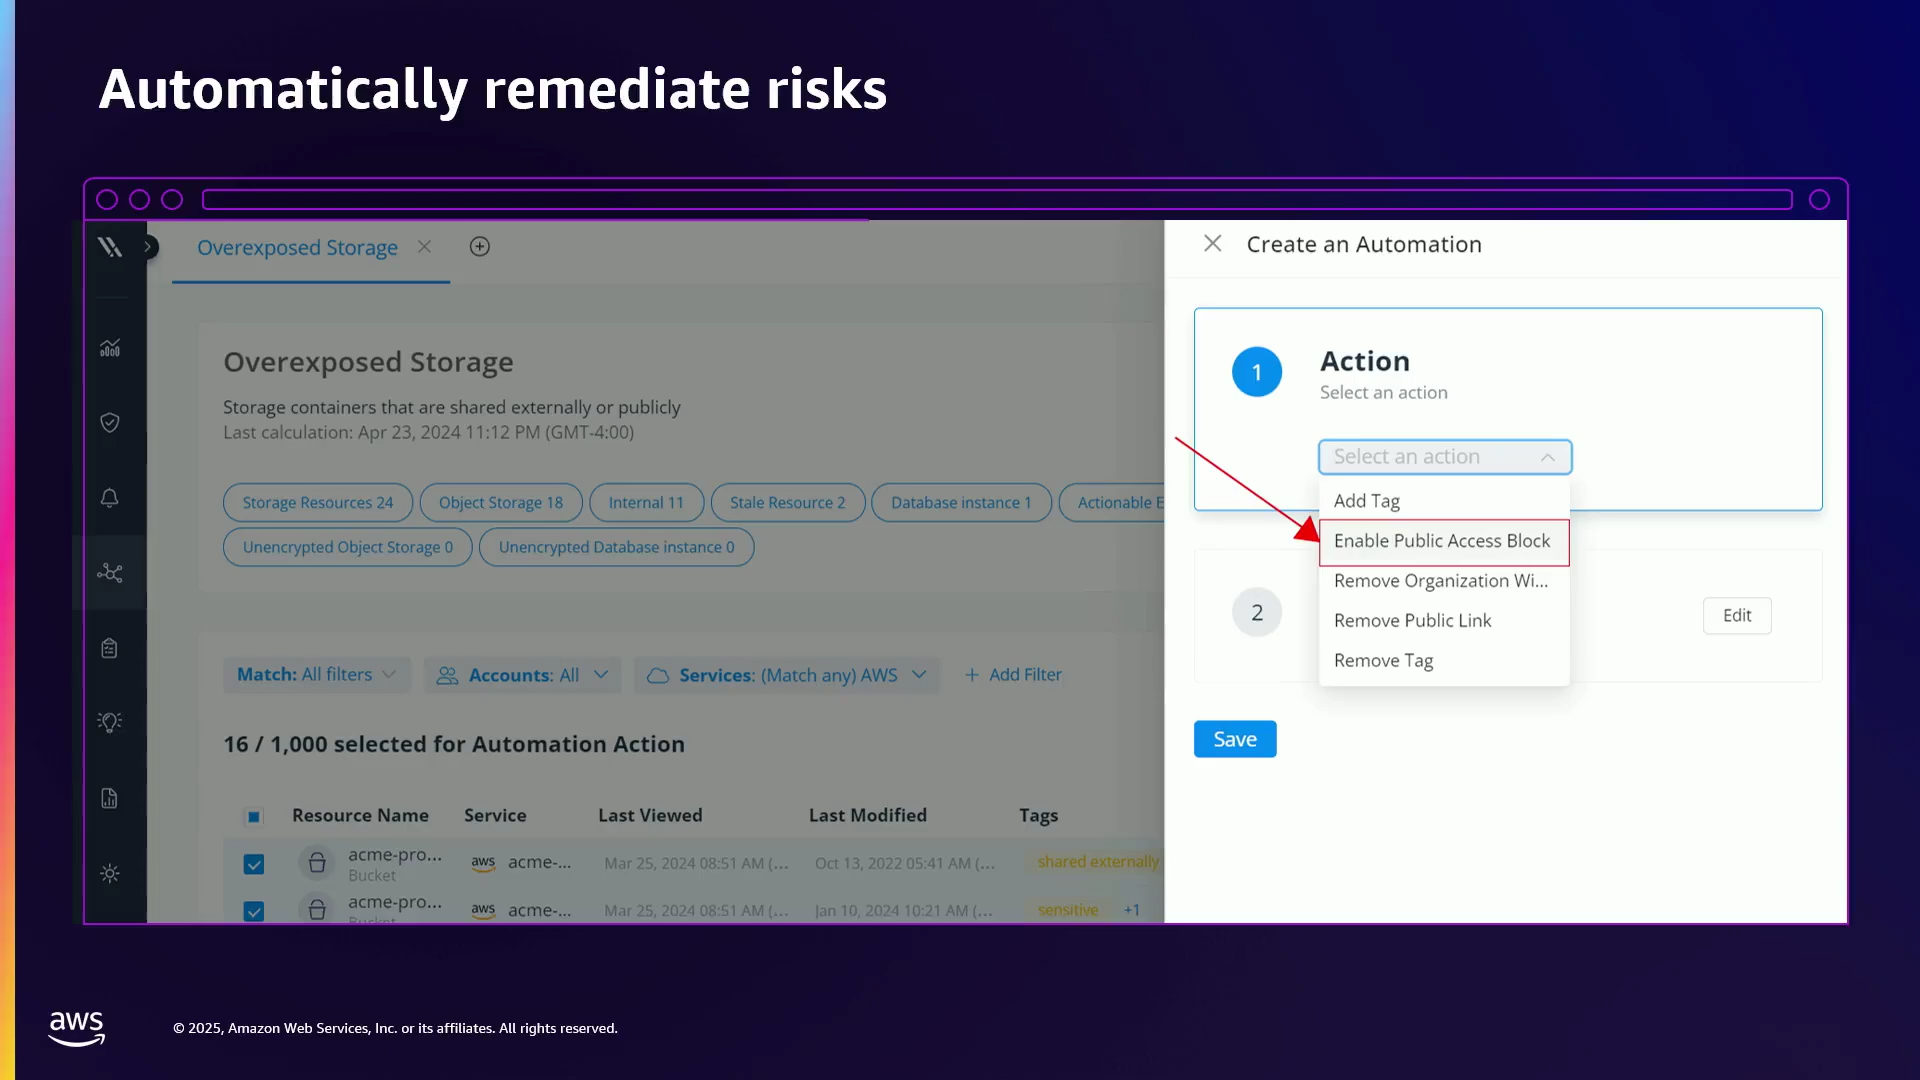 Automatically remediate risks
Overexposed Storage
Create an Automation
Overexposed Storage
Storage containers that are shared externally or publicly
Last calculation: Apr 23, 2024 11:12 PM (GMT-4:00)
Storage Resources 24
Object Storage 18
Internal 11
Stale Resource 2
Database instance 1
Actionable E
Unencrypted Object Storage 0
Unencrypted Database instance 0
Match: All filters
Accounts: All
Services: (Match any) AWS
+ Add Filter
16 / 1,000 selected for Automation Action
Resource Name Service Last Viewed Last Modified Tags
acme-pro... aws acme-... Mar 25, 2024 08:51 AM (... Oct 13, 2022 05:41 AM (... shared externally
Bucket
acme-pro... aws acme-... Mar 25, 2024 08:51 AM (... Jan 10, 2024 10:21 AM (... sensitive +1
Bucket
1
Action
Select an action
Select an action
Add Tag
Enable Public Access Block
Remove Organization Wi...
Remove Public Link
Remove Tag
2
Edit
Save
aws
© 2025, Amazon Web Services, Inc. or its affiliates. All rights reserved.